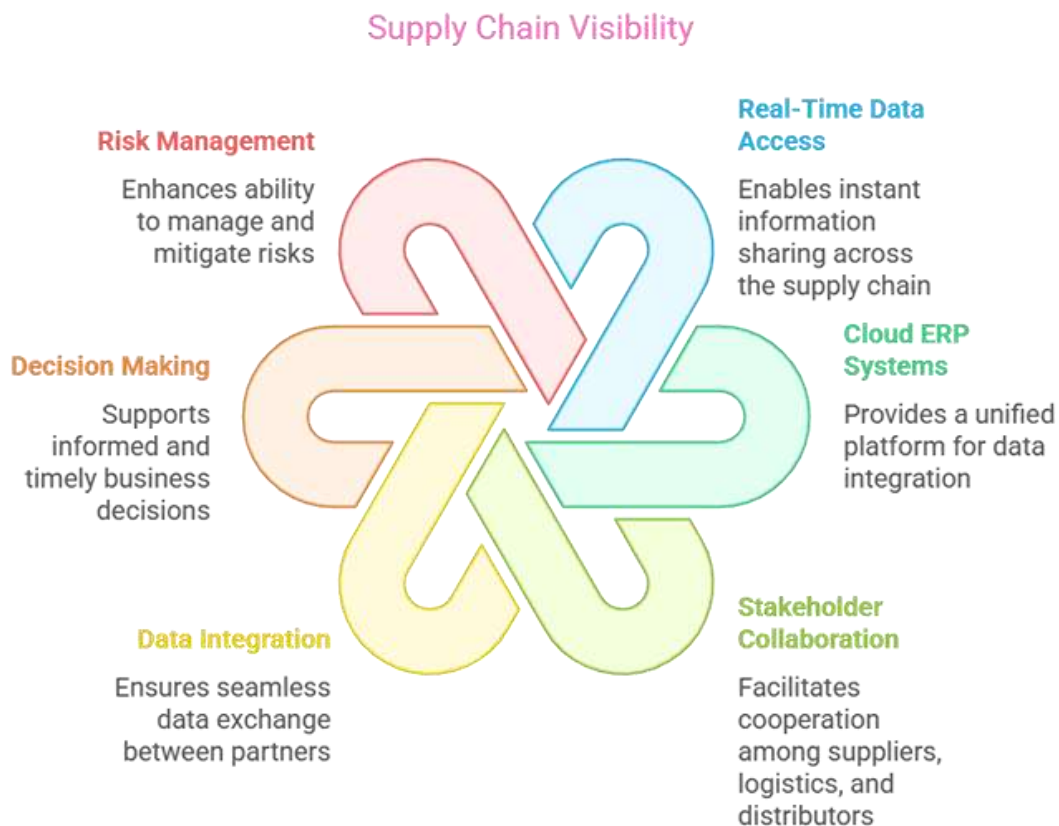 Supply Chain Visibility
Risk Management
Enhances ability
to manage and
mitigate risks
Real-Time Data
Access
Enables instant
information
sharing across
the supply chain
Decision Making
Supports
informed and
timely business
decisions
Cloud ERP
Systems
Provides a unified
platform for data
integration
Data Integration
Ensures seamless
data exchange
between partners
Stakeholder
Collaboration
Facilitates
cooperation
among suppliers,
logistics, and
distributors